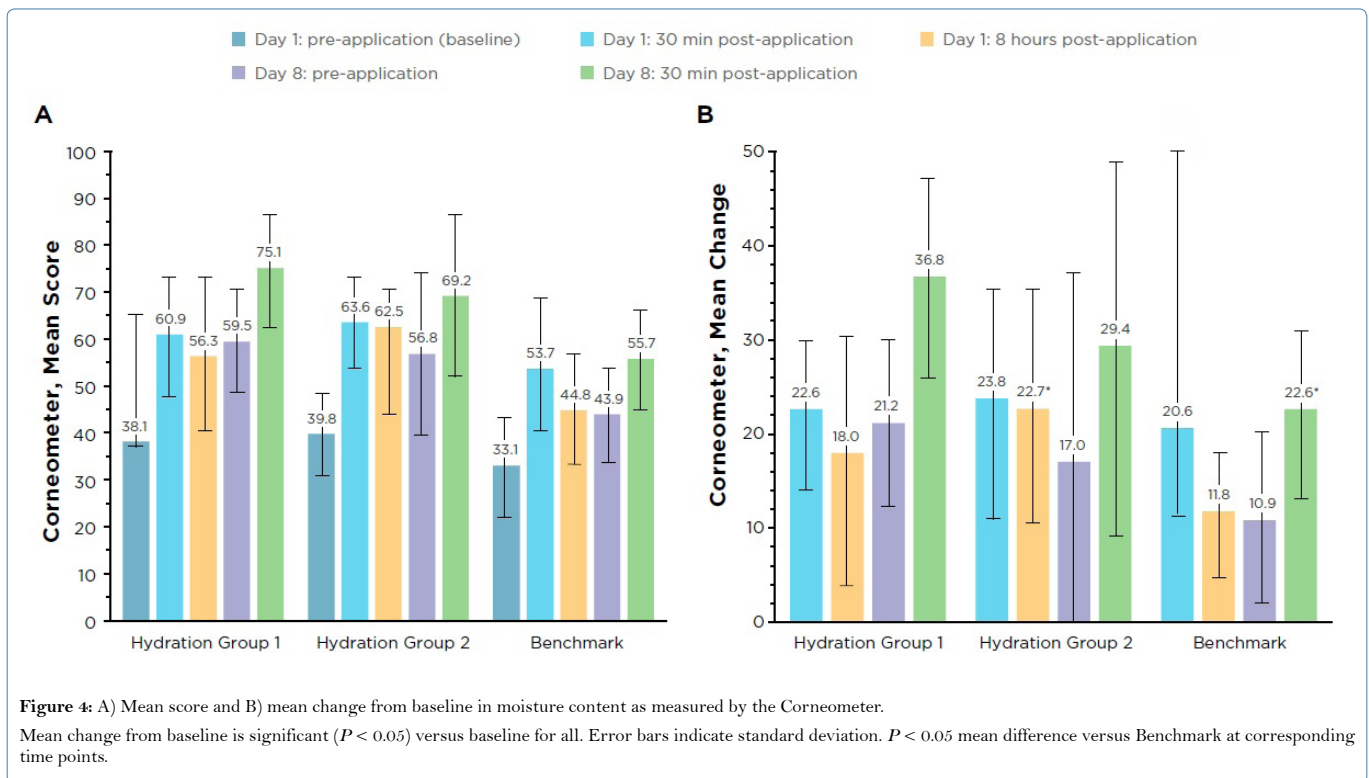 Day 1: pre-application (baseline) Day 1: 30 min post-application Day 1: 8 hours post-application
Day 8: pre-application Day 8: 30 min post-application
A
Corneometer, Mean Score
100
90
80
70
60
50
40
30
20
10
0
38.1 60.9 56.3 59.5 75.1
39.8 63.6 62.5 56.8 69.2
33.1 53.7 44.8 43.9 55.7
Hydration Group 1 Hydration Group 2 Benchmark
B
Corneometer, Mean Change
50
40
30
20
10
0
22.6 18.0 21.2 36.8
23.8 22.7* 17.0 29.4
20.6 11.8 10.9 22.6*
Hydration Group 1 Hydration Group 2 Benchmark
Figure 4: A) Mean score and B) mean change from baseline in moisture content as measured by the Corneometer.
Mean change from baseline is significant (P < 0.05) versus baseline for all. Error bars indicate standard deviation. P < 0.05 mean difference versus Benchmark at corresponding
time points.